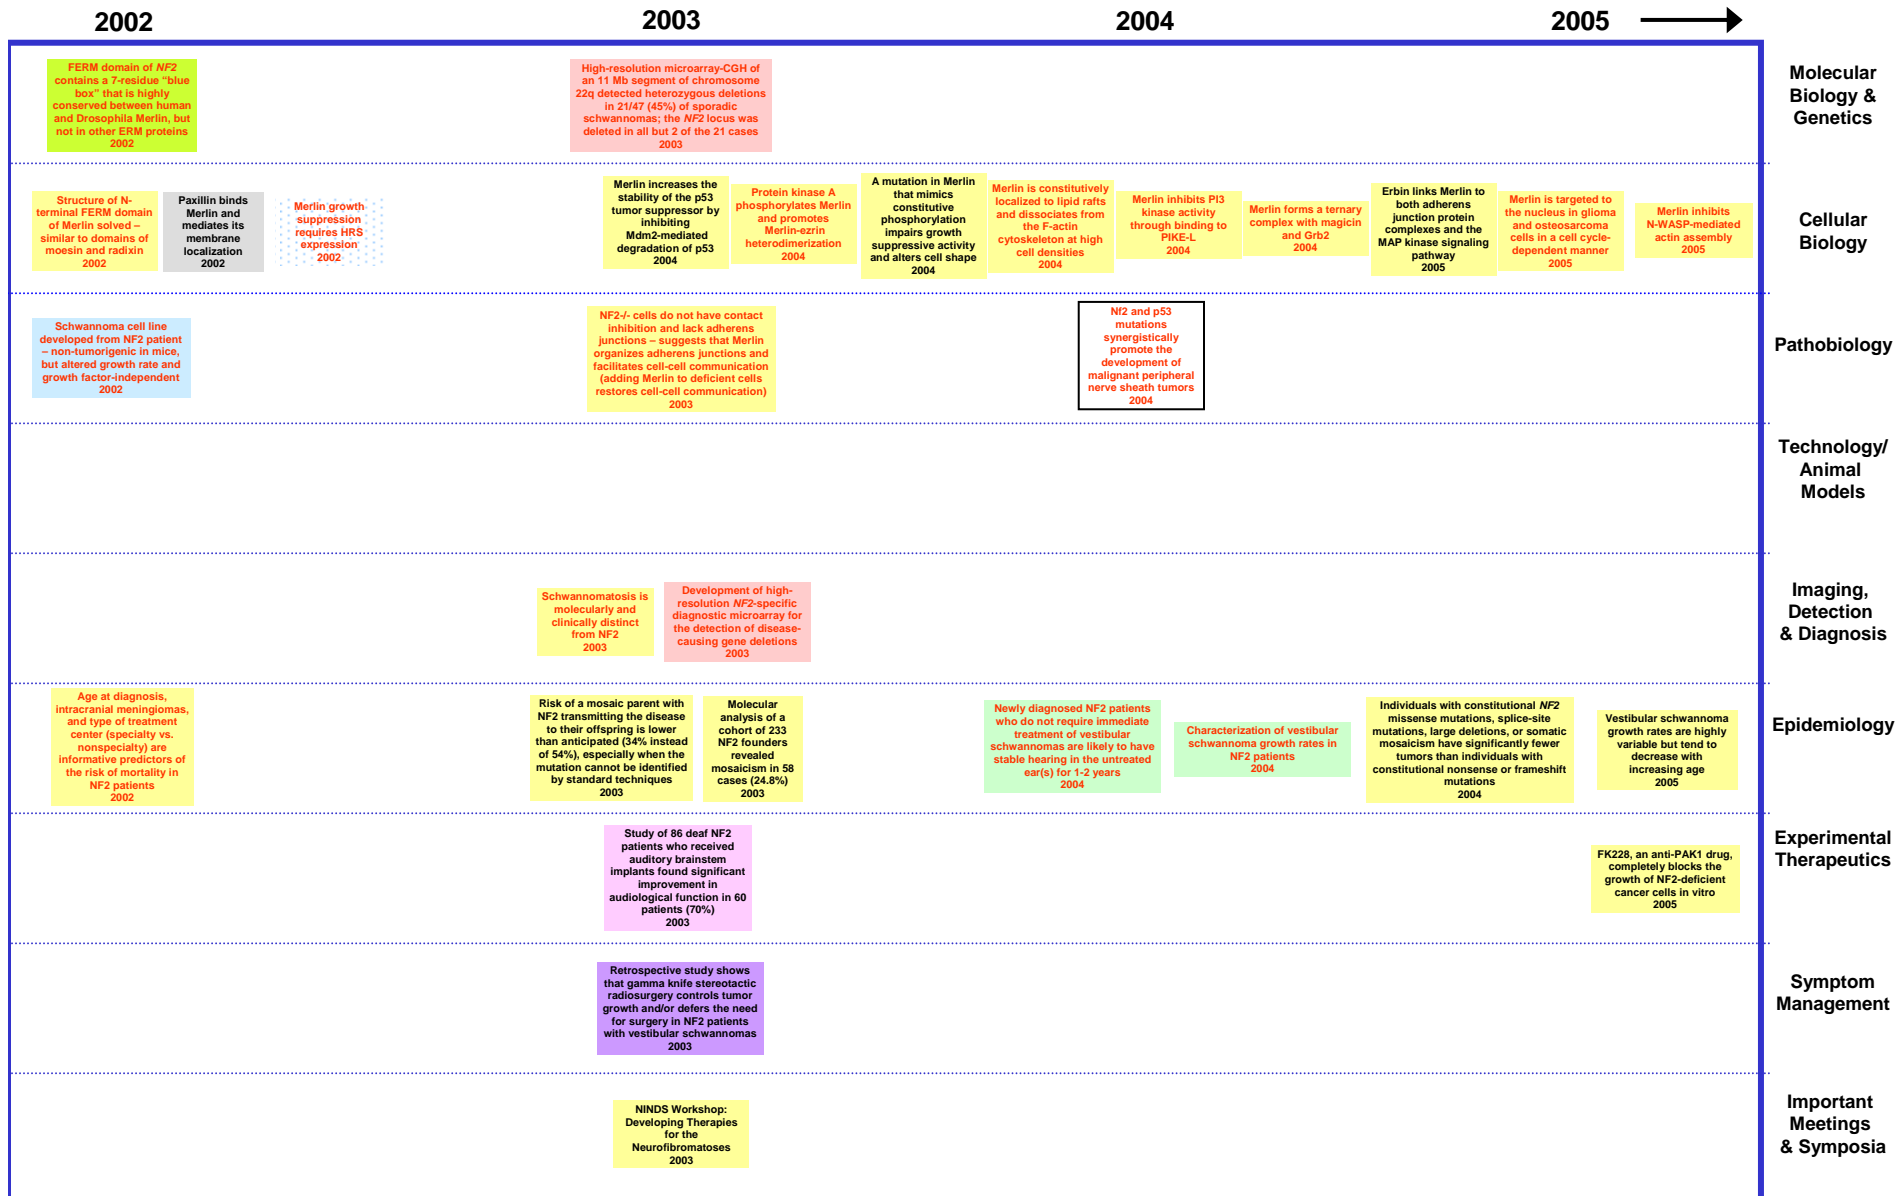 2002
2003
2004
2005
FERM domain of NF2
contains a 7-residue “blue
box” that is highly
conserved between human
and Drosophila Merlin, but
not in other ERM proteins
2002
High-resolution microarray-CGH of
an 11 Mb segment of chromosome
22q detected heterozygous deletions
in 21/47 (45%) of sporadic
schwannomas; the NF2 locus was
deleted in all but 2 of the 21 cases
2003
Molecular
Biology &
Genetics
Structure of N-
terminal FERM domain
of Merlin solved –
similar to domains of
moesin and radixin
2002
Paxillin binds
Merlin and
mediates its
membrane
localization
2002
Merlin growth
suppression
requires HRS
expression
2002
Merlin increases the
stability of the p53
tumor suppressor by
inhibiting
Mdm2-mediated
degradation of p53
2004
Protein kinase A
phosphorylates Merlin
and promotes
Merlin-ezrin
heterodimerization
2004
A mutation in Merlin
that mimics
constitutive
phosphorylation
impairs growth
suppressive activity
and alters cell shape
2004
Merlin is constitutively
localized to lipid rafts
and dissociates from
the F-actin
cytoskeleton at high
cell densities
2004
Merlin inhibits PI3
kinase activity
through binding to
PIKE-L
2004
Merlin forms a ternary
complex with magicin
and Grb2
2004
Erbin links Merlin to
both adherens
junction protein
complexes and the
MAP kinase signaling
pathway
2005
Merlin is targeted to
the nucleus in glioma
and osteosarcoma
cells in a cell cycle-
dependent manner
2005
Merlin inhibits
N-WASP-mediated
actin assembly
2005
Cellular
Biology
Schwannoma cell line
developed from NF2 patient
– non-tumorigenic in mice,
but altered growth rate and
growth factor-independent
2002
NF2-/- cells do not have contact
inhibition and lack adherens
junctions – suggests that Merlin
organizes adherens junctions and
facilitates cell-cell communication
(adding Merlin to deficient cells
restores cell-cell communication)
2003
Nf2 and p53
mutations
synergistically
promote the
development of
malignant peripheral
nerve sheath tumors
2004
Pathobiology
Technology/
Animal
Models
Schwannomatosis is
molecularly and
clinically distinct
from NF2
2003
Development of high-
resolution NF2-specific
diagnostic microarray for
the detection of disease-
causing gene deletions
2003
Imaging,
Detection
& Diagnosis
Age at diagnosis,
intracranial meningiomas,
and type of treatment
center (specialty vs.
nonspecialty) are
informative predictors of
the risk of mortality in
NF2 patients
2002
Risk of a mosaic parent with
NF2 transmitting the disease
to their offspring is lower
than anticipated (34% instead
of 54%), especially when the
mutation cannot be identified
by standard techniques
2003
Molecular
analysis of a
cohort of 233
NF2 founders
revealed
mosaicism in 58
cases (24.8%)
2003
Newly diagnosed NF2 patients
who do not require immediate
treatment of vestibular
schwannomas are likely to have
stable hearing in the untreated
ear(s) for 1-2 years
2004
Characterization of vestibular
schwannoma growth rates in
NF2 patients
2004
Individuals with constitutional NF2
missense mutations, splice-site
mutations, large deletions, or somatic
mosaicism have significantly fewer
tumors than individuals with
constitutional nonsense or frameshift
mutations
2004
Vestibular schwannoma
growth rates are highly
variable but tend to
decrease with
increasing age
2005
Epidemiology
Study of 86 deaf NF2
patients who received
auditory brainstem
implants found significant
improvement in
audiological function in 60
patients (70%)
2003
FK228, an anti-PAK1 drug,
completely blocks the
growth of NF2-deficient
cancer cells in vitro
2005
Experimental
Therapeutics
Retrospective study shows
that gamma knife stereotactic
radiosurgery controls tumor
growth and/or defers the need
for surgery in NF2 patients
with vestibular schwannomas
2003
Symptom
Management
NINDS Workshop:
Developing Therapies
for the
Neurofibromatoses
2003
Important
Meetings
& Symposia